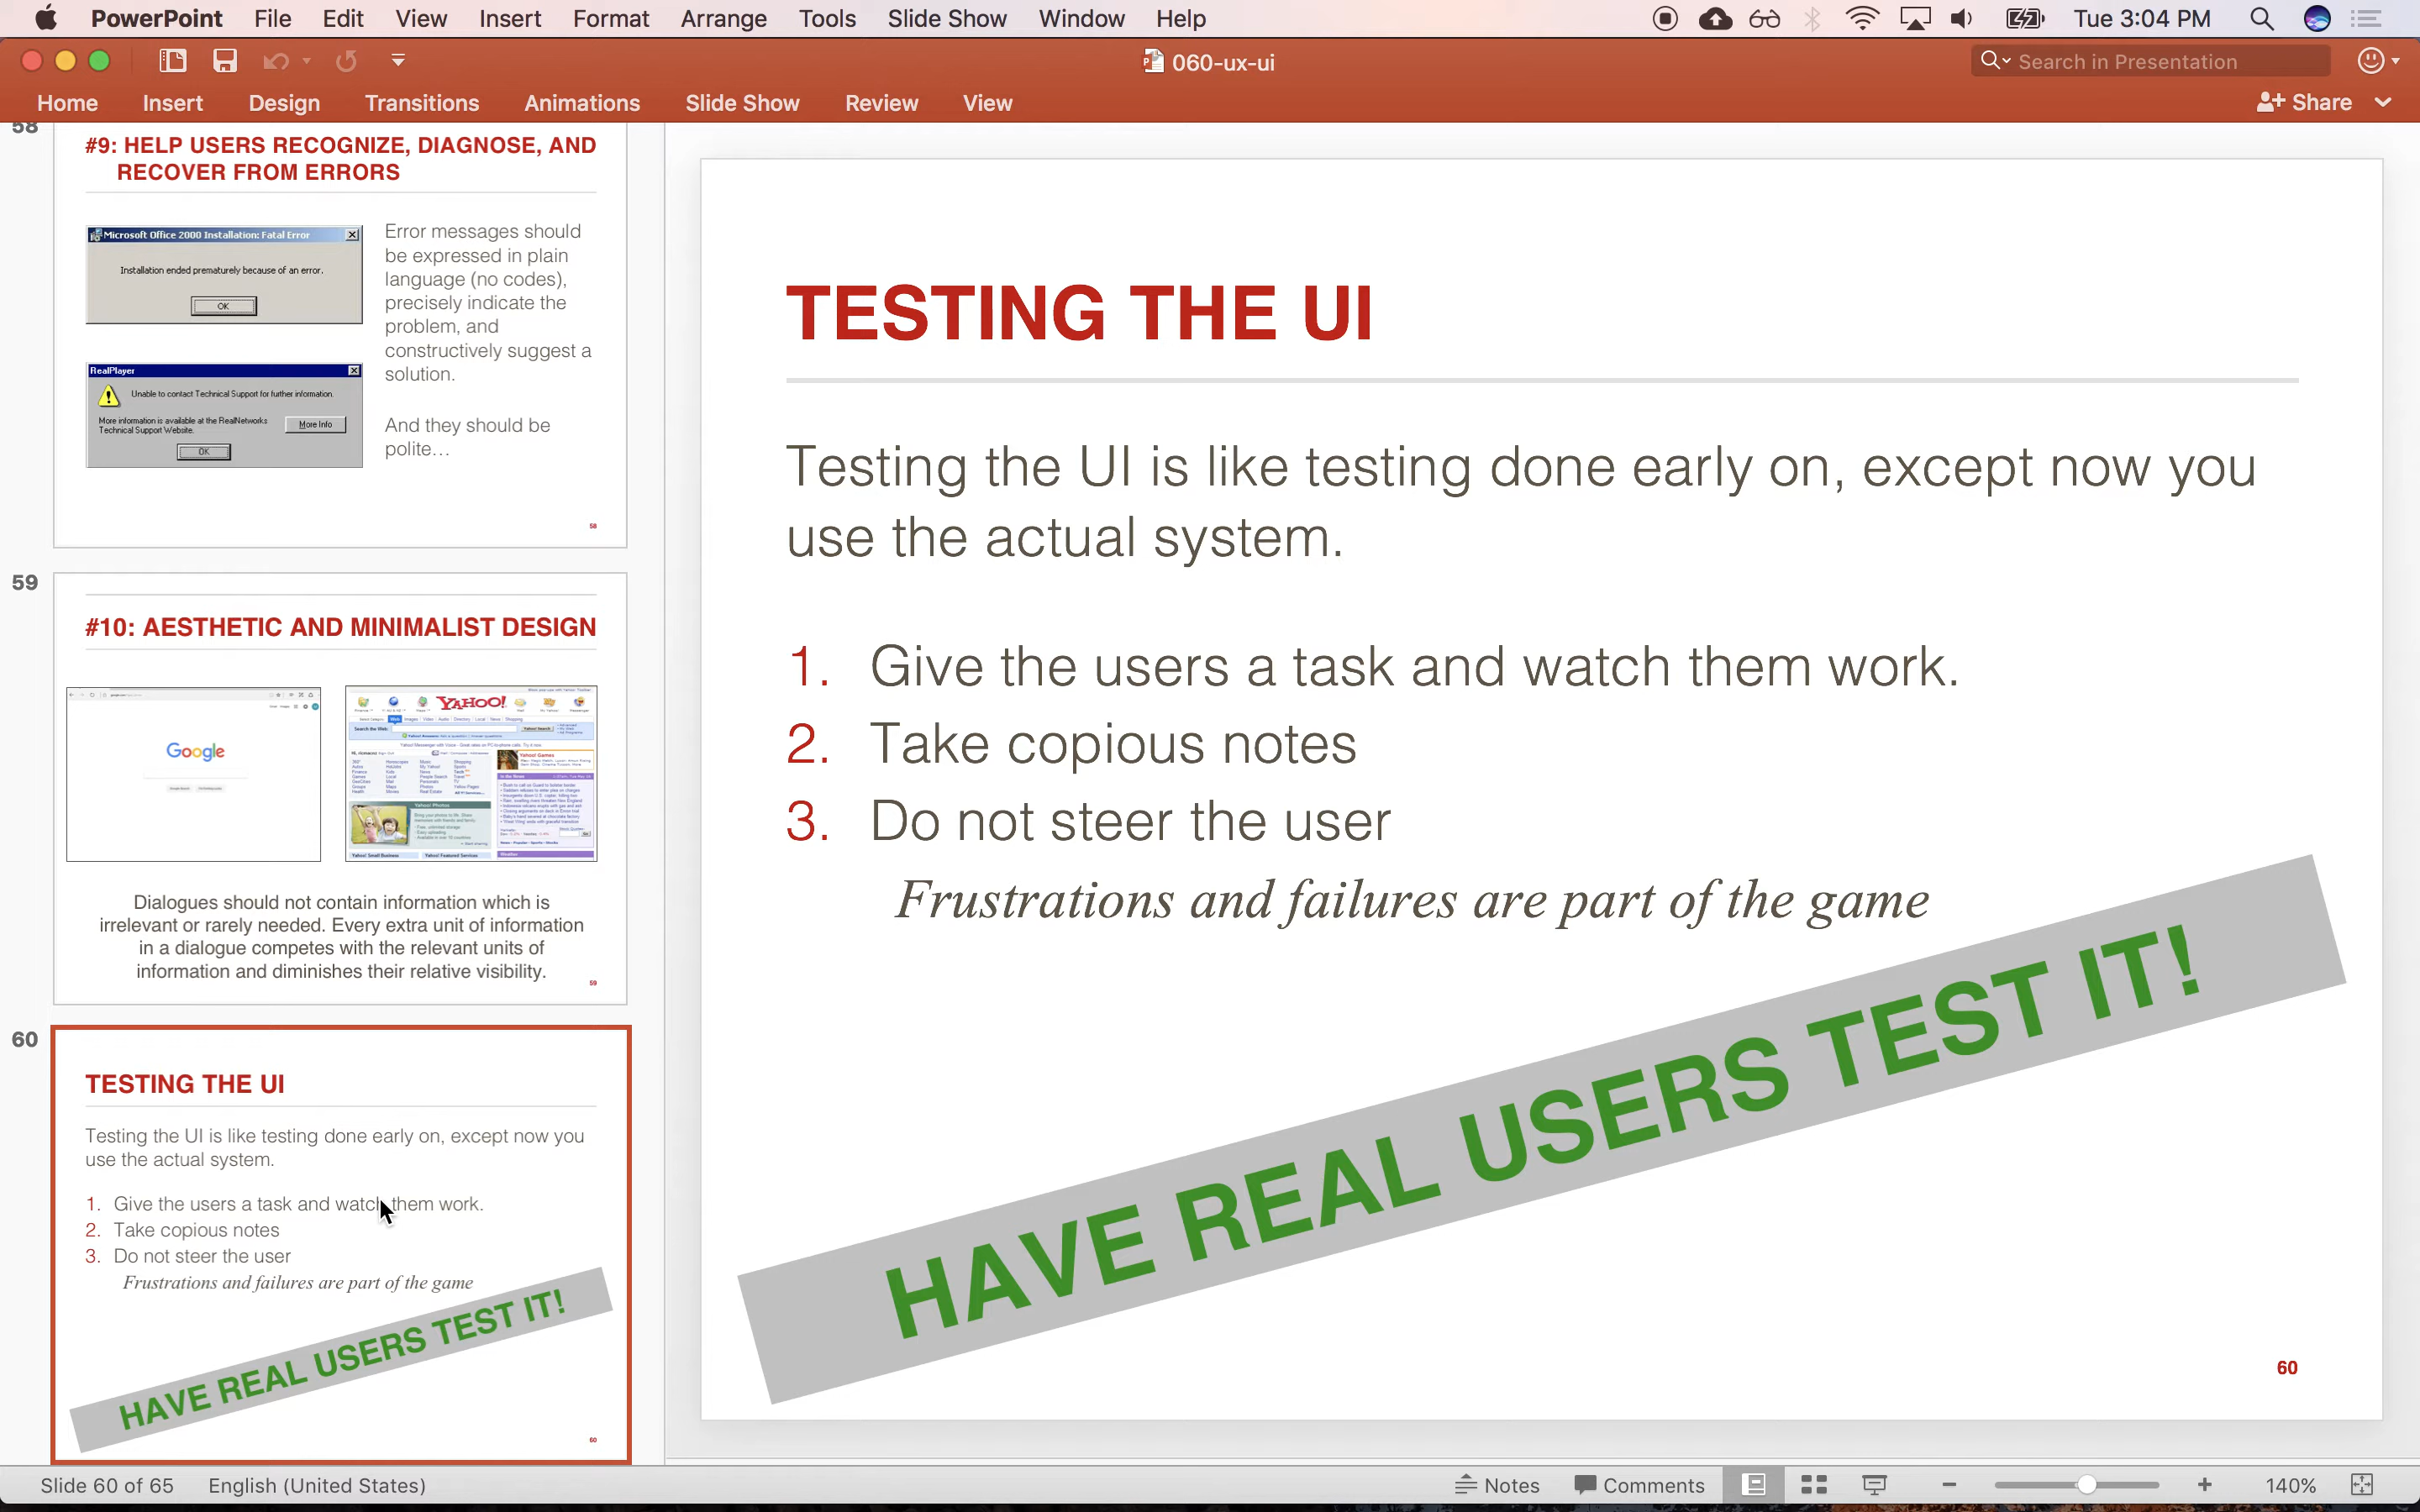 PowerPoint File Edit View Insert Format Arrange Tools Slide Show Window Help Tue 3:04 PM
060-ux-ui
Search in Presentation
Home Insert Design Transitions Animations Slide Show Review View
Share
58
#9: HELP USERS RECOGNIZE, DIAGNOSE, AND
RECOVER FROM ERRORS
Microsoft Office 2000 Installation: Fatal Error
Installation ended prematurely because of an error.
OK
RealPlayer
Unable to contact Technical Support for further information.
More information is available at the RealNetworks
Technical Support Website.
More Info
OK
Error messages should
be expressed in plain
language (no codes),
precisely indicate the
problem, and
constructively suggest a
solution.
And they should be
polite…
58
59
#10: AESTHETIC AND MINIMALIST DESIGN
Google
YAHOO!
Dialogues should not contain information which is
irrelevant or rarely needed. Every extra unit of information
in a dialogue competes with the relevant units of
information and diminishes their relative visibility.
59
60
TESTING THE UI
Testing the UI is like testing done early on, except now you
use the actual system.
1. Give the users a task and watch them work.
2. Take copious notes
3. Do not steer the user
Frustrations and failures are part of the game
HAVE REAL USERS TEST IT!
60
TESTING THE UI
Testing the UI is like testing done early on, except now you
use the actual system.
1. Give the users a task and watch them work.
2. Take copious notes
3. Do not steer the user
Frustrations and failures are part of the game
HAVE REAL USERS TEST IT!
60
Slide 60 of 65 English (United States) Notes Comments 140%